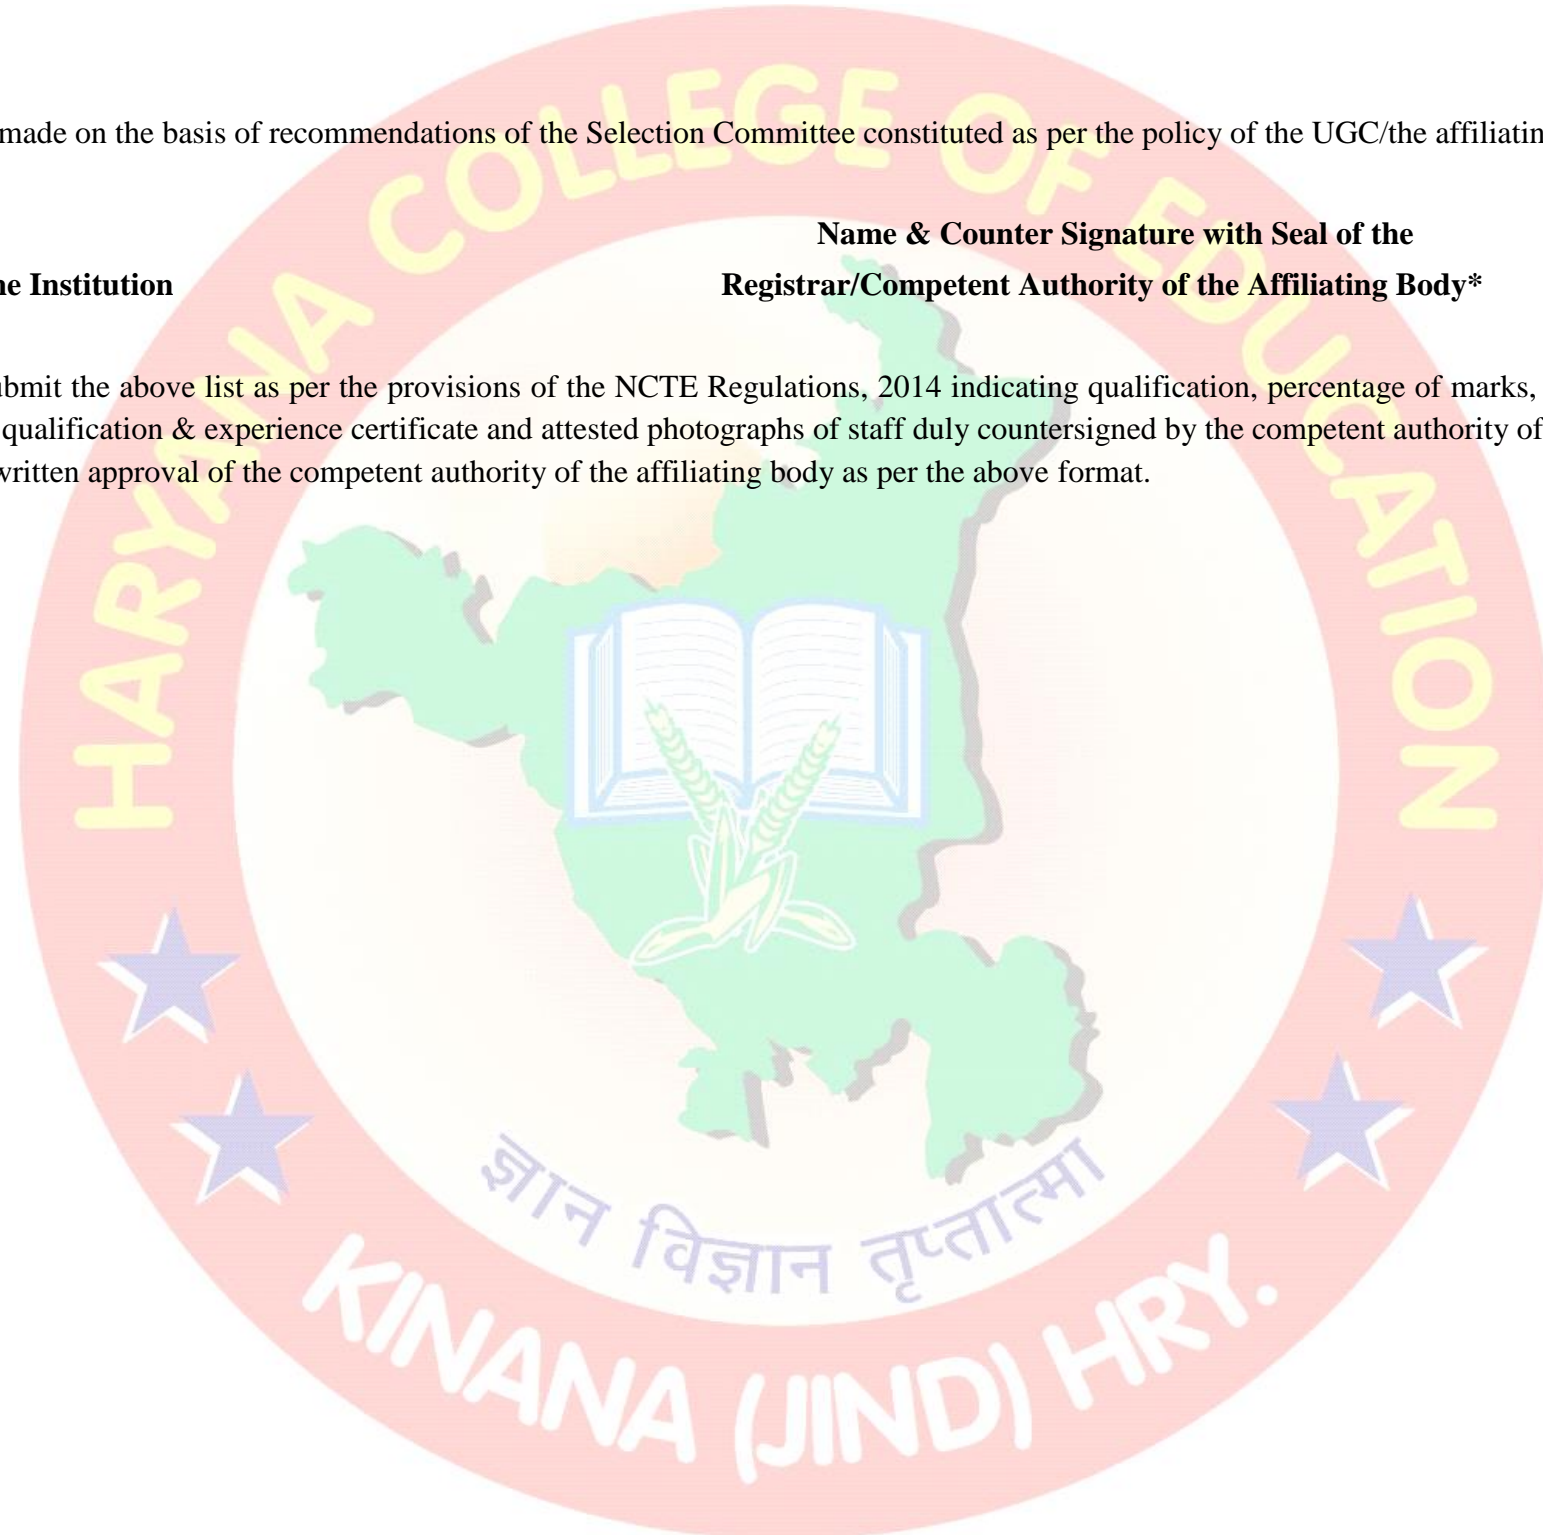 made on the basis of recommendations of the Selection Committee constituted as per the policy of the UGC/the affiliatin
Name & Counter Signature with Seal of the
ne Institution Registrar/Competent Authority of the Affiliating Body*
ubmit the above list as per the provisions of the NCTE Regulations, 2014 indicating qualification, percentage of marks,
qualification & experience certificate and attested photographs of staff duly countersigned by the competent authority of
written approval of the competent authority of the affiliating body as per the above format.
HARYANA COLLEGE OF EDUCATION
ज्ञान विज्ञान तृप्तात्मा
KINANA (JIND) HRY.